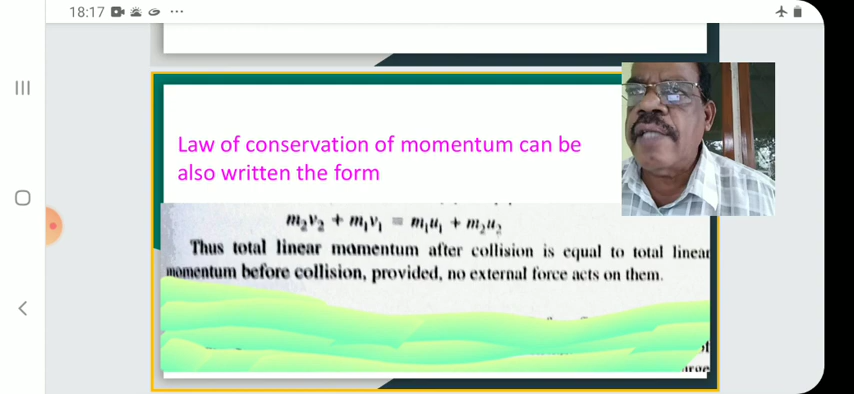 18:17
Law of conservation of momentum can be
also written the form
m₂v₂ + m₁v₁ = m₁u₁ + m₂u₂
Thus total linear momentum after collision is equal to total linear
momentum before collision, provided, no external force acts on them.